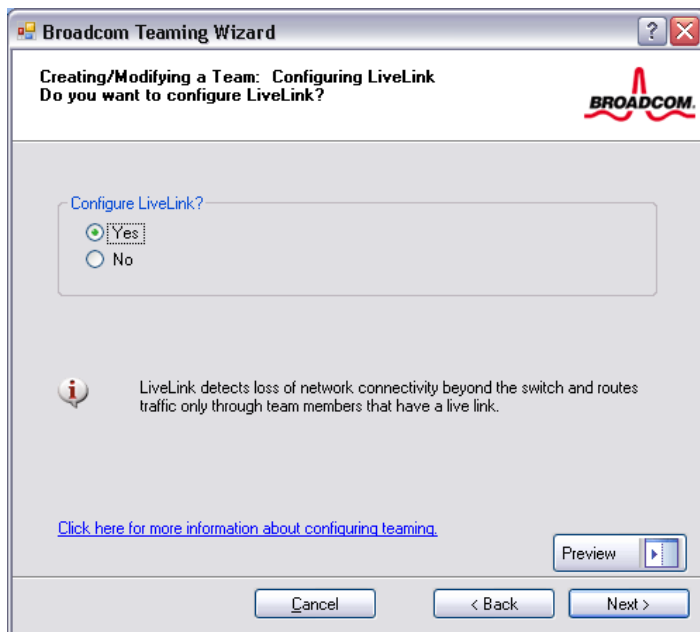 Broadcom Teaming Wizard
?
Creating/Modifying a Team: Configuring LiveLink
Do you want to configure LiveLink?
BROADCOM.
Configure LiveLink?
Yes
No
LiveLink detects loss of network connectivity beyond the switch and routes
traffic only through team members that have a live link.
Click here for more information about configuring teaming.
Preview
Cancel
< Back
Next >